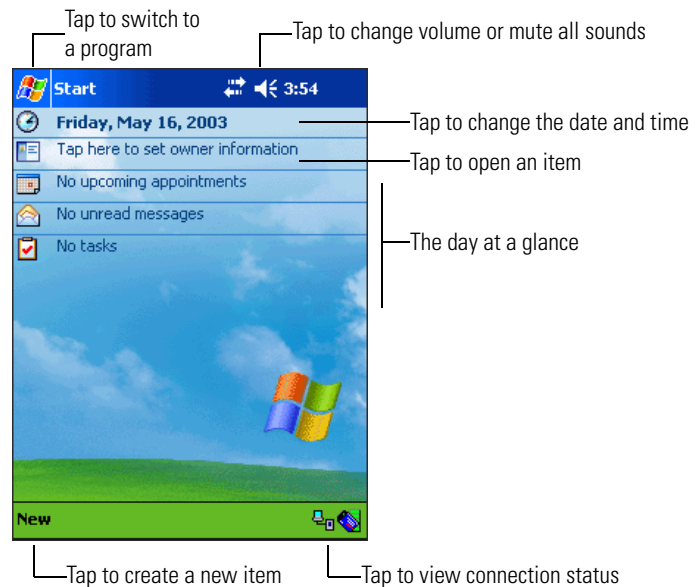 Tap to switch to
a program
Tap to change volume or mute all sounds
Start 3:54
Friday, May 16, 2003
Tap to change the date and time
Tap here to set owner information
Tap to open an item
No upcoming appointments
No unread messages
The day at a glance
No tasks
New
Tap to create a new item
Tap to view connection status